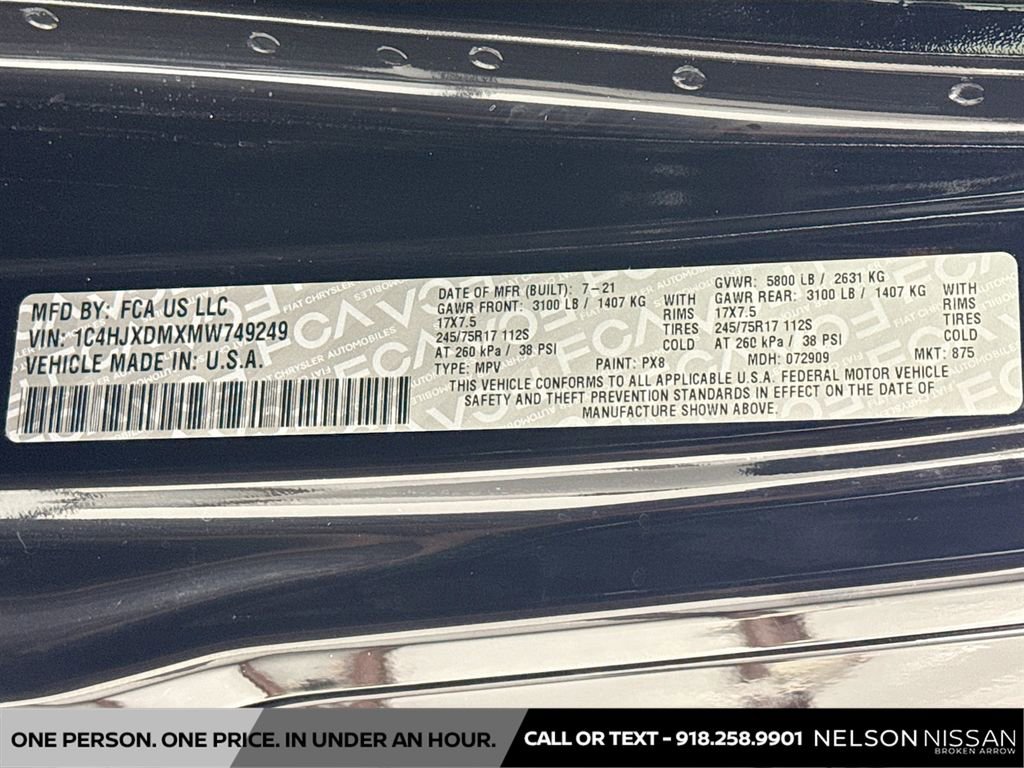 MFD BY: FCA US LLC
VIN: 1C4HJXDMXMW749249
VEHICLE MADE IN: U.S.A.
DATE OF MFR (BUILT): 7-21
GAWR FRONT: 3100 LB / 1407 KG WITH
17X7.5 RIMS
245/75R17 112S TIRES
AT 260 kPa / 38 PSI COLD
TYPE: MPV PAINT: PX8
GVWR: 5800 LB / 2631 KG
GAWR REAR: 3100 LB / 1407 KG WITH
17X7.5 RIMS
245/75R17 112S TIRES
AT 260 kPa / 38 PSI COLD
MDH: 072909 MKT: 875
THIS VEHICLE CONFORMS TO ALL APPLICABLE U.S.A. FEDERAL MOTOR VEHICLE
SAFETY AND THEFT PREVENTION STANDARDS IN EFFECT ON THE DATE OF
MANUFACTURE SHOWN ABOVE.
ONE PERSON. ONE PRICE. IN UNDER AN HOUR.
CALL OR TEXT - 918.258.9901
NELSON NISSAN
BROKEN ARROW